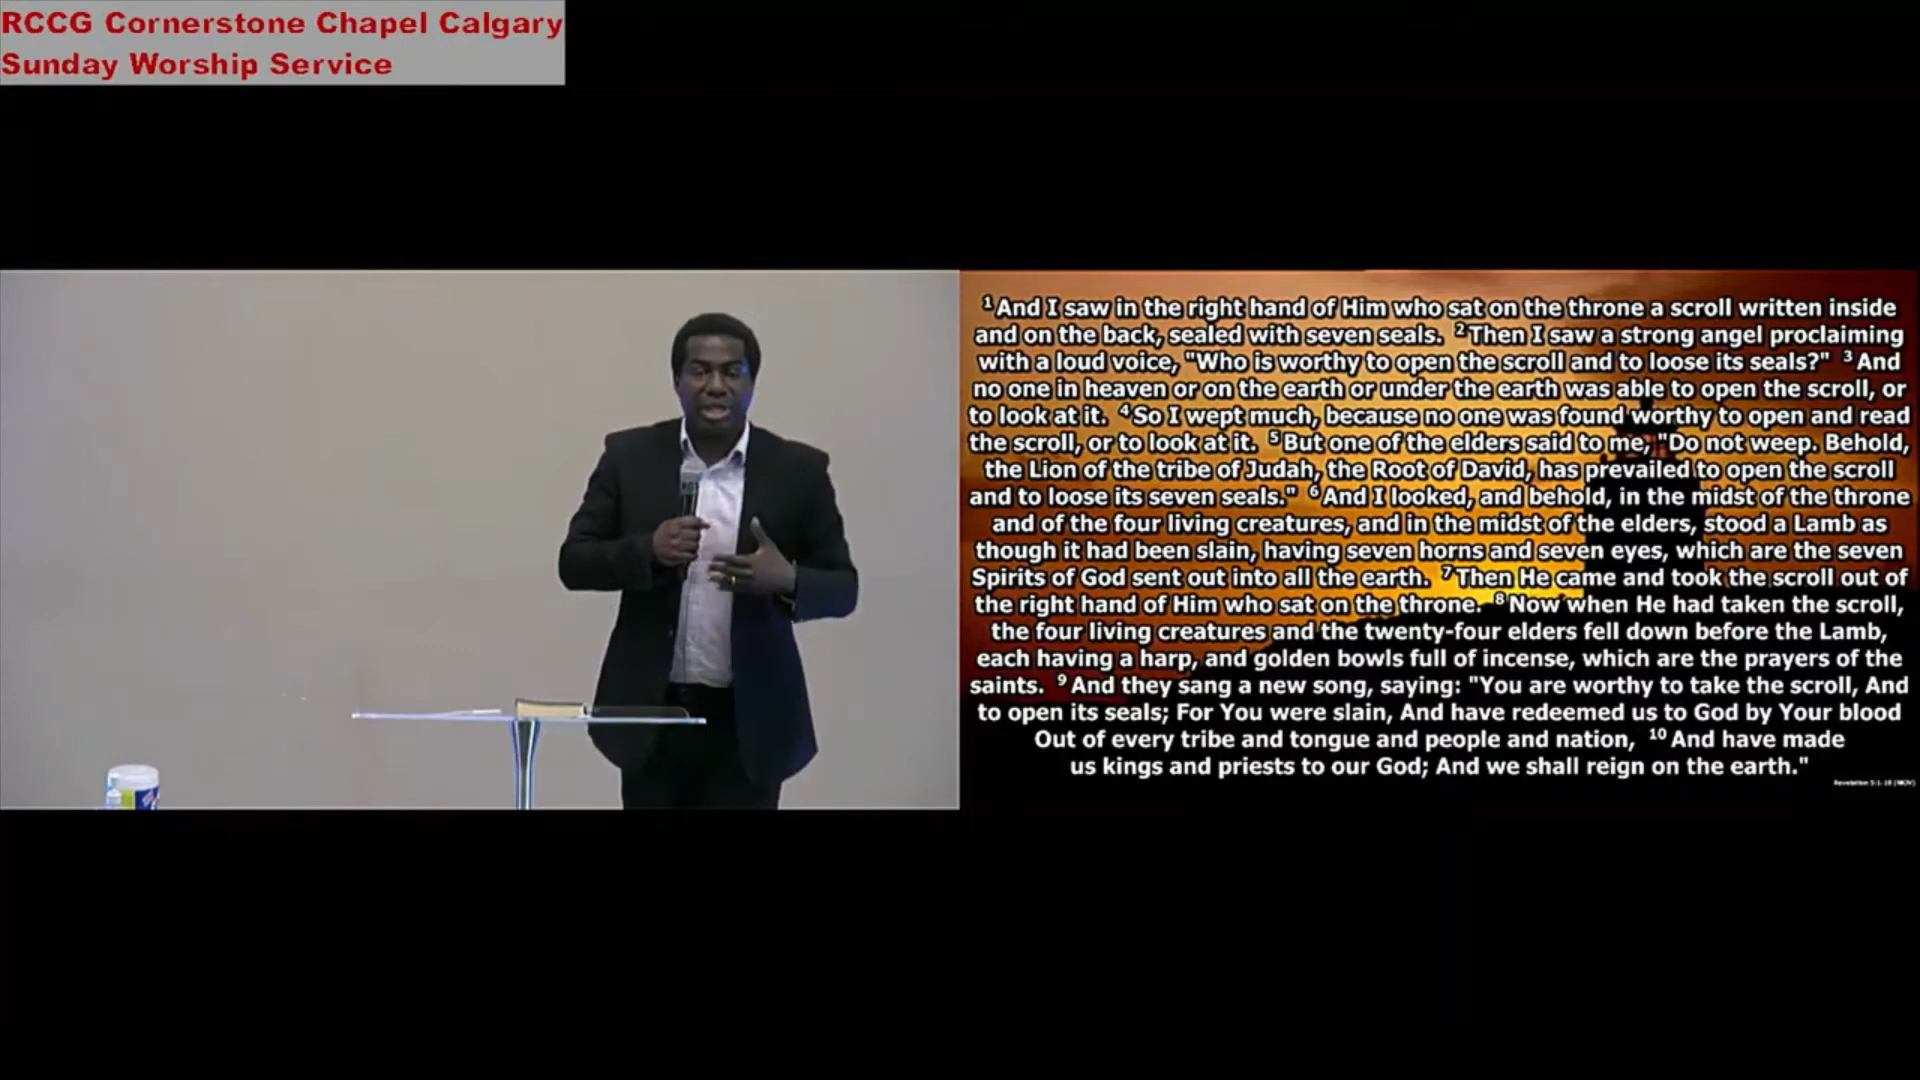 RCCG Cornerstone Chapel Calgary
Sunday Worship Service
1 And I saw in the right hand of Him who sat on the throne a scroll written inside
and on the back, sealed with seven seals. 2 Then I saw a strong angel proclaiming
with a loud voice, "Who is worthy to open the scroll and to loose its seals?" 3 And
no one in heaven or on the earth or under the earth was able to open the scroll, or
to look at it. 4 So I wept much, because no one was found worthy to open and read
the scroll, or to look at it. 5 But one of the elders said to me, "Do not weep. Behold,
the Lion of the tribe of Judah, the Root of David, has prevailed to open the scroll
and to loose its seven seals." 6 And I looked, and behold, in the midst of the throne
and of the four living creatures, and in the midst of the elders, stood a Lamb as
though it had been slain, having seven horns and seven eyes, which are the seven
Spirits of God sent out into all the earth. 7 Then He came and took the scroll out of
the right hand of Him who sat on the throne. 8 Now when He had taken the scroll,
the four living creatures and the twenty-four elders fell down before the Lamb,
each having a harp, and golden bowls full of incense, which are the prayers of the
saints. 9 And they sang a new song, saying: "You are worthy to take the scroll, And
to open its seals; For You were slain, And have redeemed us to God by Your blood
Out of every tribe and tongue and people and nation, 10 And have made
us kings and priests to our God; And we shall reign on the earth."
Revelation 5:1-10 (NKJV)